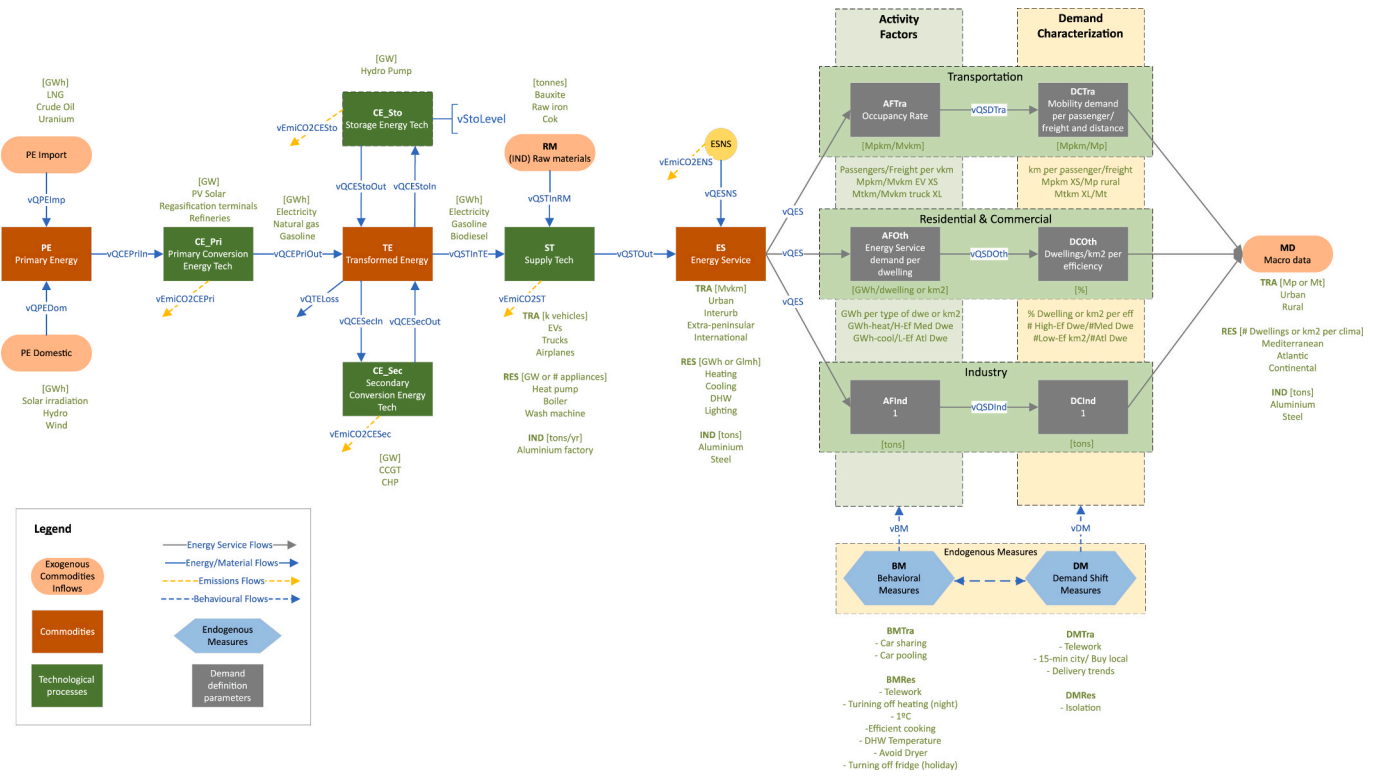 Activity
Factors
Demand
Characterization
[GWh]
LNG
Crude Oil
Uranium
PE Import
vQPEImp
PE
Primary Energy
vQPEDom
PE Domestic
[GWh]
Solar irradiation
Hydro
Wind
vQCEPriIn
[GW]
PV Solar
Regasification terminals
Refineries
CE_Pri
Primary Conversion
Energy Tech
vEmiCO2CEPri
[GWh]
Electricity
Natural gas
Gasoline
vQCEPriOut
[GW]
Hydro Pump
CE_Sto
Storage Energy Tech
vStoLevel
vEmiCO2CESto
vQCEStoOut
vQCEStoIn
TE
Transformed Energy
vQTELoss
vQCESecIn
vQCESecOut
CE_Sec
Secondary
Conversion Energy
Tech
vEmiCO2CESec
[GW]
CCGT
CHP
[GWh]
Electricity
Gasoline
Biodiesel
vQSTInTE
[tonnes]
Bauxite
Raw iron
Cok
RM
(IND) Raw materials
vQSTInRM
ST
Supply Tech
vEmiCO2ST
TRA [k vehicles]
EVs
Trucks
Airplanes
RES [GW or # appliances]
Heat pump
Boiler
Wash machine
IND [tons/yr]
Aluminium factory
vQSTOut
ESNS
vEmiCO2ENS
vQESNS
ES
Energy Service
TRA [Mvkm]
Urban
Interurb
Extra-peninsular
International
RES [GWh or Glmh]
Heating
Cooling
DHW
Lighting
IND [tons]
Aluminium
Steel
vQES
vQES
vQES
Transportation
AFTra
Occupancy Rate
[Mpkm/Mvkm]
vQSDTra
DCTra
Mobility demand
per passenger/
freight and distance
[Mpkm/Mp]
Passengers/Freight per vkm
Mpkm/Mvkm EV XS
Mtkm/Mvkm truck XL
km per passenger/freight
Mpkm XS/Mp rural
Mtkm XL/Mt
Residential & Commercial
AFOth
Energy Service
demand per
dwelling
[GWh/dwelling or km2]
vQSDOth
DCOth
Dwellings/km2 per
efficiency
[%]
GWh per type of dwe or km2
GWh-heat/H-Ef Med Dwe
GWh-cool/L-Ef Atl Dwe
% Dwelling or km2 per eff
# High-Ef Dwe/#Med Dwe
#Low-Ef km2/#Atl Dwe
Industry
AFInd
1
[tons]
vQSDInd
DCInd
1
[tons]
MD
Macro data
TRA [Mp or Mt]
Urban
Rural
RES [# Dwellings or km2 per clima]
Mediterranean
Atlantic
Continental
IND [tons]
Aluminium
Steel
vBM
vDM
Endogenous Measures
BM
Behavioral
Measures
DM
Demand Shift
Measures
BMTra
- Car sharing
- Car pooling
BMRes
- Telework
- Turining off heating (night)
- 1ºC
-Efficient cooking
- DHW Temperature
- Avoid Dryer
- Turning off fridge (holiday)
DMTra
- Telework
- 15-min city/ Buy local
- Delivery trends
DMRes
- Isolation
Legend
Exogenous
Commodities
Inflows
Commodities
Technological
processes
Energy Service Flows
Energy/Material Flows
Emissions Flows
Behavioural Flows
Endogenous
Measures
Demand
definition
parameters